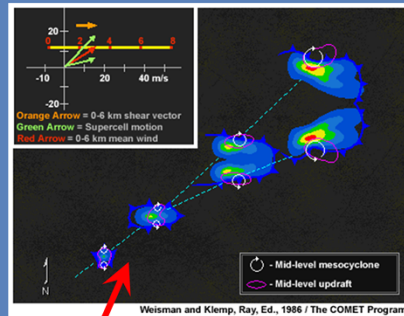 20
0 2 4 6 8
-10 20 40 m/s
-20
Orange Arrow = 0-6 km shear vector
Green Arrow = Supercell motion
Red Arrow = 0-6 km mean wind
N
- Mid-level mesocyclone
- Mid-level updraft
Weisman and Klemp, Ray, Ed., 1986 / The COMET Program